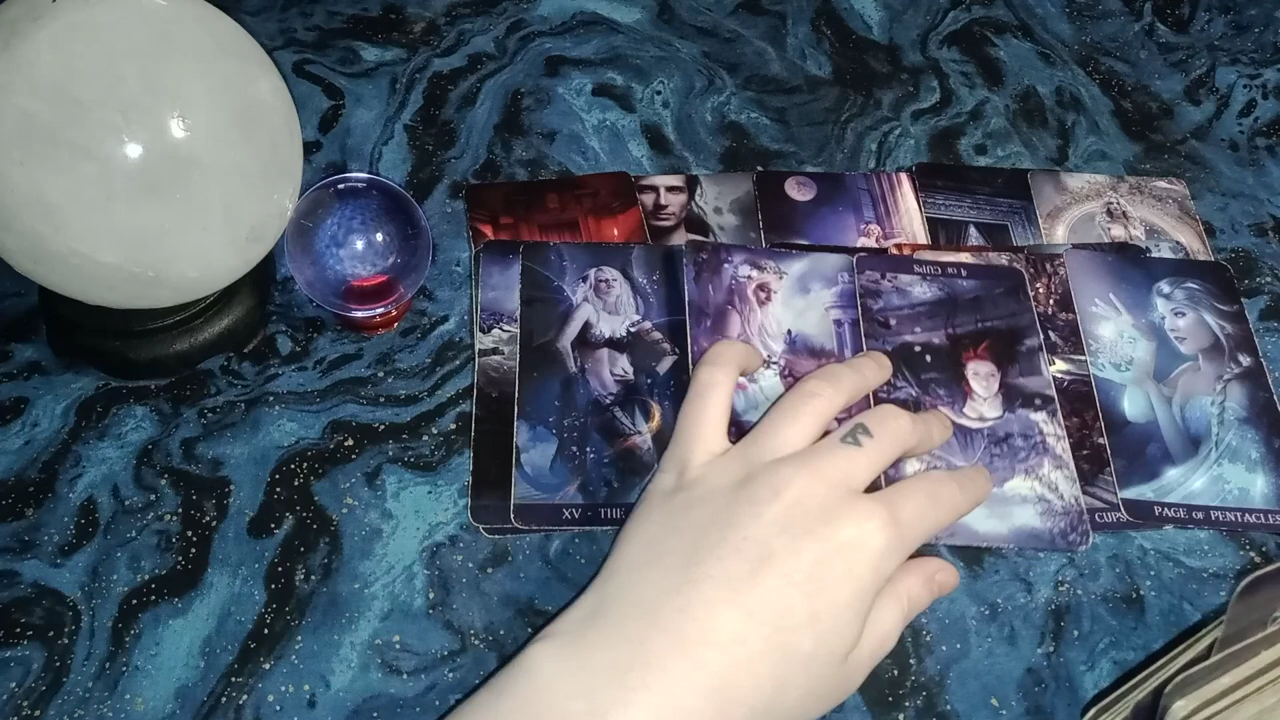 4 OF CUPS
XV · THE
CUPS
PAGE OF PENTACLES